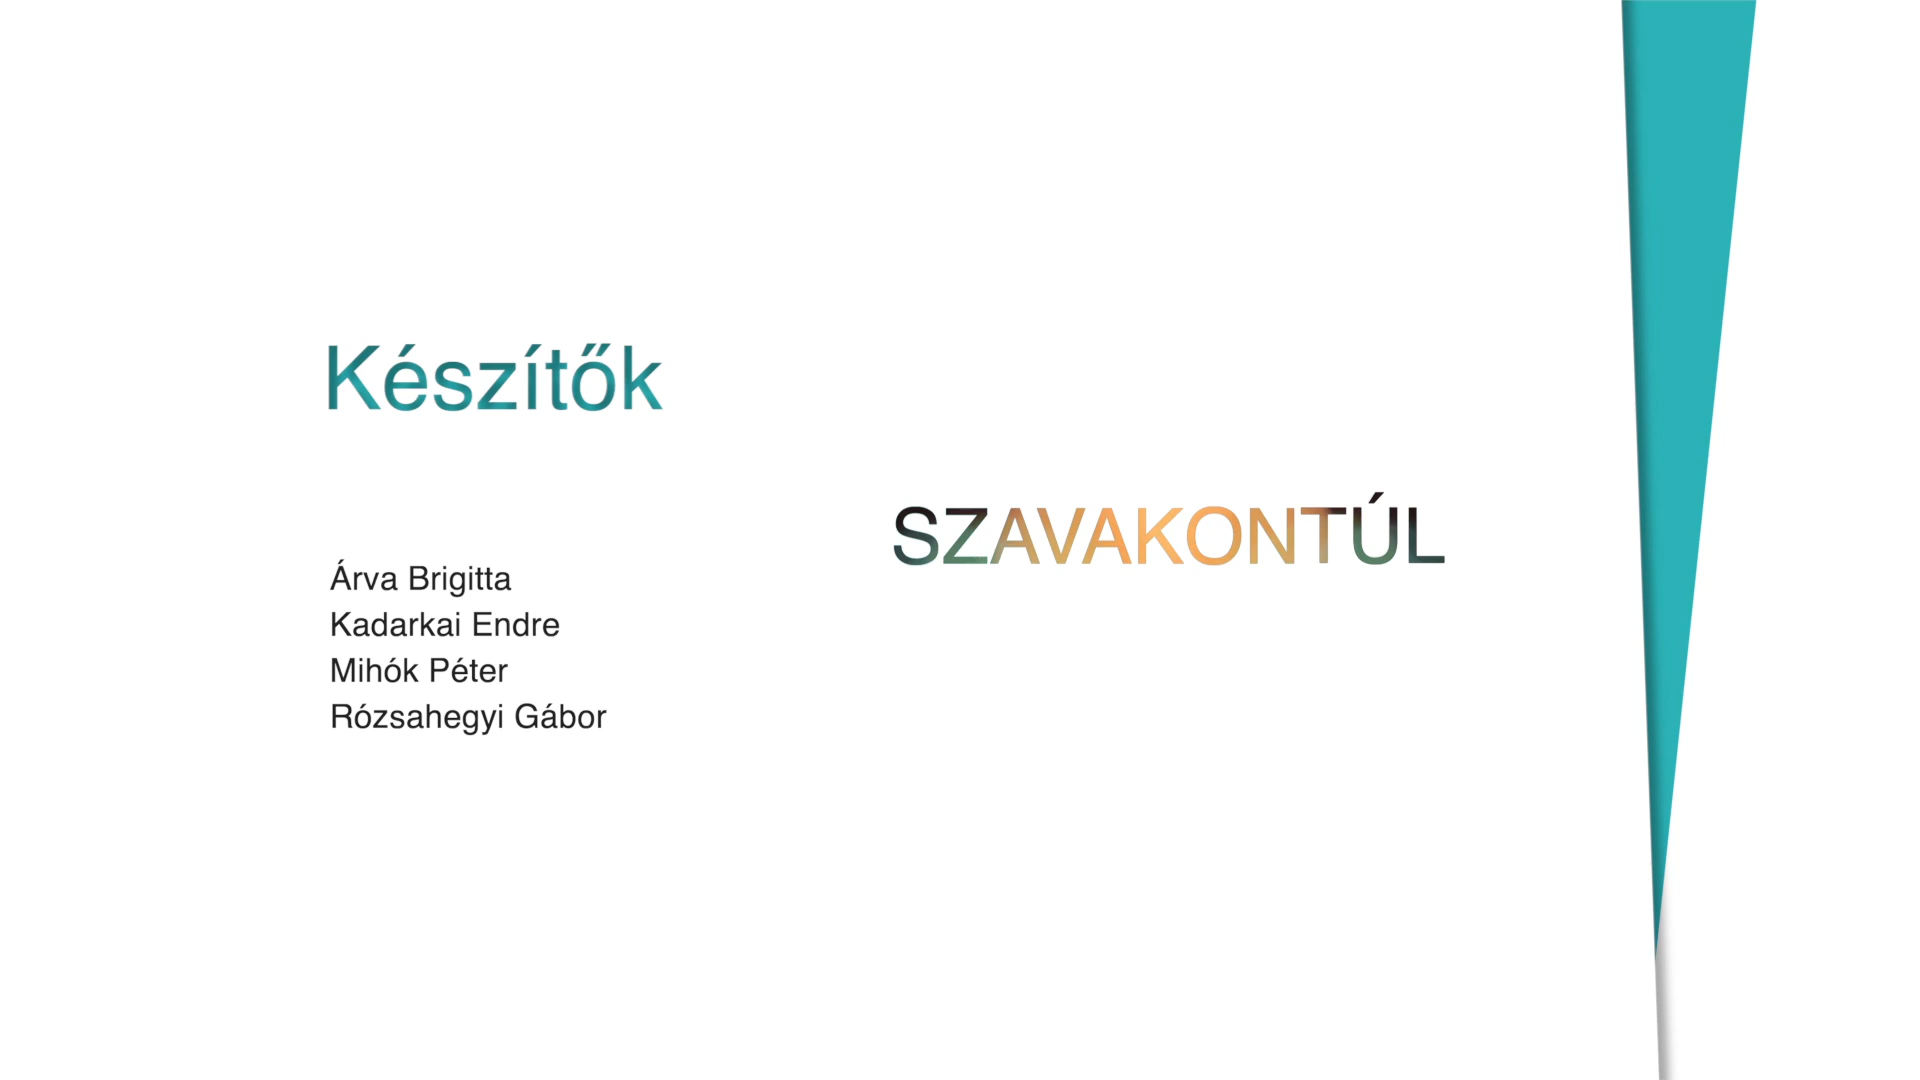 Készítők
SZAVAKONTÚL
Árva Brigitta
Kadarkai Endre
Mihók Péter
Rózsahegyi Gábor